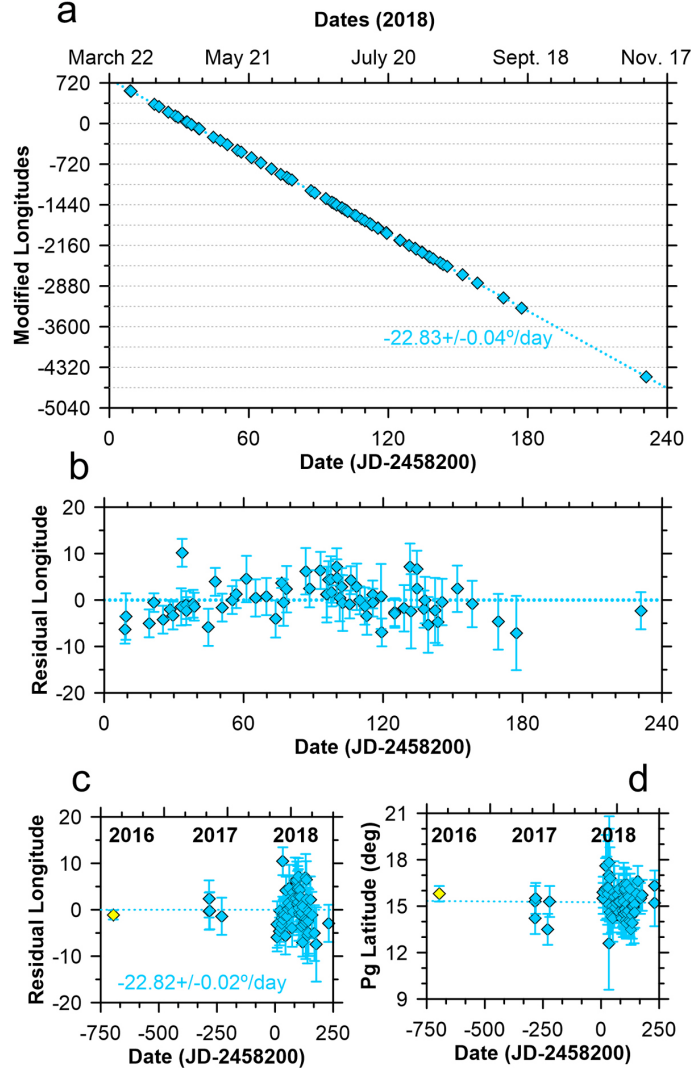 a
Dates (2018)
March 22 May 21 July 20 Sept. 18 Nov. 17
720
0
-720
-1440
-2160
-2880
-3600
-4320
-5040
Modified Longitudes
-22.83+/-0.04º/day
0 60 120 180 240
Date (JD-2458200)
b
20
10
0
-10
-20
Residual Longitude
0 60 120 180 240
Date (JD-2458200)
c
20
10
0
-10
-20
Residual Longitude
2016 2017 2018
-22.82+/-0.02º/day
-750 -500 -250 0 250
Date (JD-2458200)
d
21
18
15
12
9
Pg Latitude (deg)
2016 2017 2018
-750 -500 -250 0 250
Date (JD-2458200)